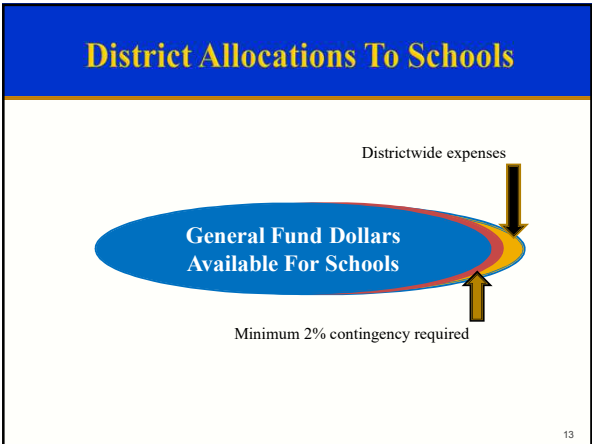 District Allocations To Schools
Districtwide expenses
General Fund Dollars
Available For Schools
Minimum 2% contingency required
13